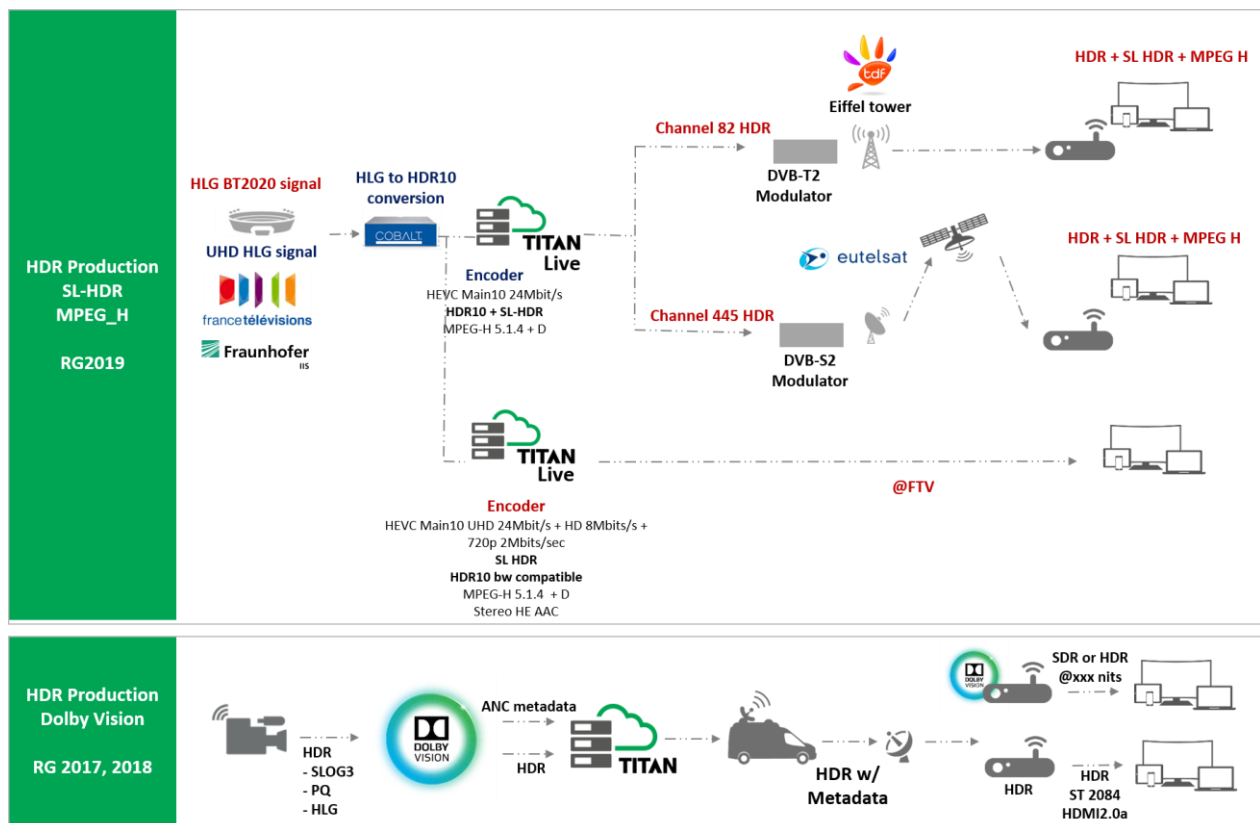 HDR Production
SL-HDR
MPEG_H
RG2019
HLG BT2020 signal
UHD HLG signal
francetélévisions
Fraunhofer
IIS
HLG to HDR10
conversion
COBALT
TITAN
Live
Encoder
HEVC Main10 24Mbit/s
HDR10 + SL-HDR
MPEG-H 5.1.4 + D
Channel 82 HDR
Channel 445 HDR
tdf
Eiffel tower
DVB-T2
Modulator
HDR + SL HDR + MPEG H
eutelsat
DVB-S2
Modulator
HDR + SL HDR + MPEG H
TITAN
Live
Encoder
HEVC Main10 UHD 24Mbit/s + HD 8Mbits/s +
720p 2Mbits/sec
SL HDR
HDR10 bw compatible
MPEG-H 5.1.4 + D
Stereo HE AAC
@FTV
HDR Production
Dolby Vision
RG 2017, 2018
HDR
- SLOG3
- PQ
- HLG
DOLBY
VISION
ANC metadata
HDR
TITAN
HDR w/
Metadata
DOLBY
VISION
SDR or HDR
@xxx nits
HDR
HDR
ST 2084
HDMI2.0a